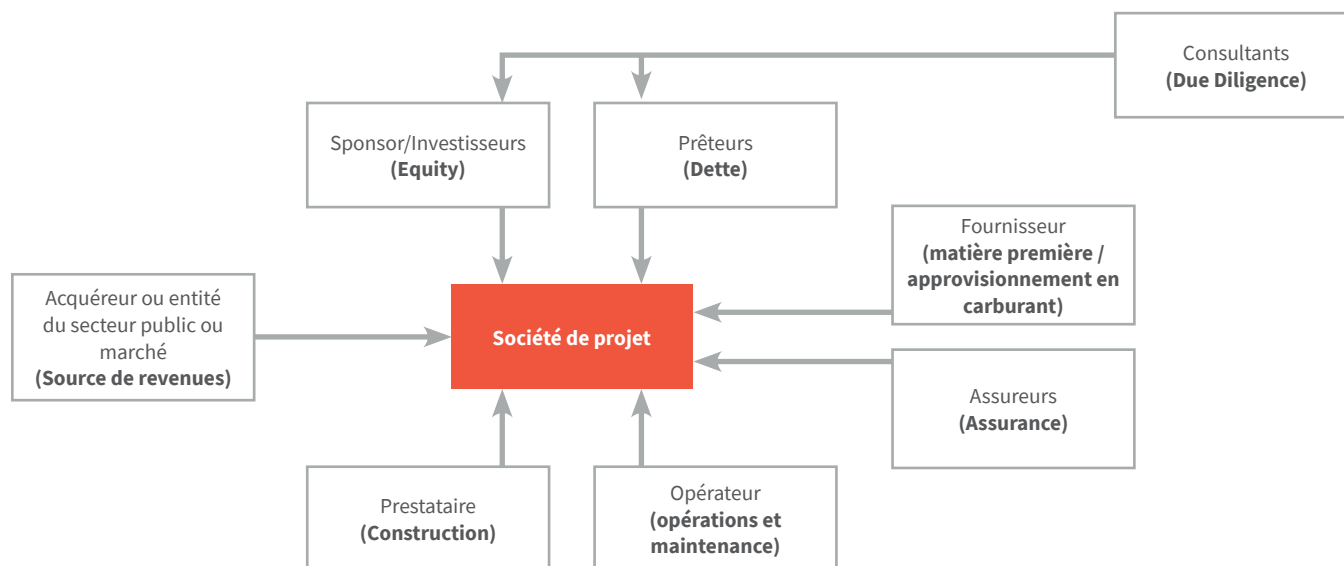 Consultants
(Due Diligence)
Sponsor/Investisseurs
(Equity)
Prêteurs
(Dette)
Fournisseur
(matière première /
approvisionnement en
carburant)
Acquéreur ou entité
du secteur public ou
marché
(Source de revenues)
Société de projet
Assureurs
(Assurance)
Prestataire
(Construction)
Opérateur
(opérations et
maintenance)